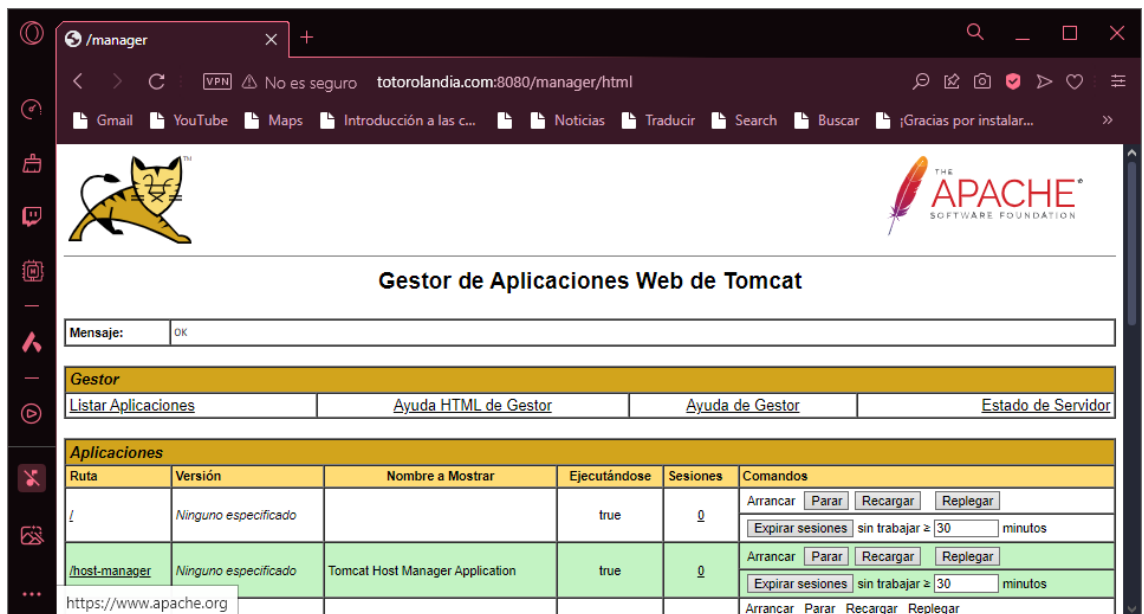 /manager
VPN No es seguro totorolandia.com:8080/manager/html
Gmail YouTube Maps Introducción a las c... Noticias Traducir Search Buscar ¡Gracias por instalar... »
TM
THE
APACHE®
SOFTWARE FOUNDATION
Gestor de Aplicaciones Web de Tomcat
Mensaje: OK
Gestor
Listar Aplicaciones Ayuda HTML de Gestor Ayuda de Gestor Estado de Servidor
Aplicaciones
Ruta Versión Nombre a Mostrar Ejecutándose Sesiones Comandos
/ Ninguno especificado true 0 Arrancar Parar Recargar Replegar
Expirar sesiones sin trabajar ≥ 30 minutos
/host-manager Ninguno especificado Tomcat Host Manager Application true 0 Arrancar Parar Recargar Replegar
Expirar sesiones sin trabajar ≥ 30 minutos
Arrancar Parar Recargar Replegar
https://www.apache.org